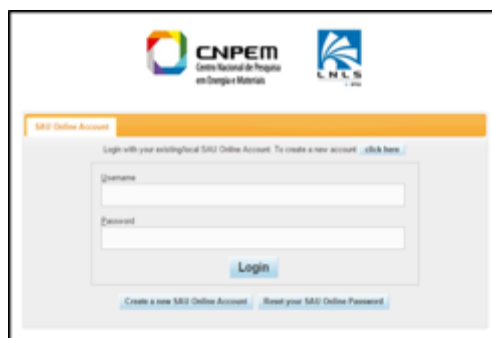 CNPEM
Centro Nacional de Pesquisa
em Energia e Materiais
LNLS
SAU Online Account
Login with your existing/local SAU Online Account. To create a new account click here
Username
Password
Login
Create a new SAU Online Account
Reset your SAU Online Password